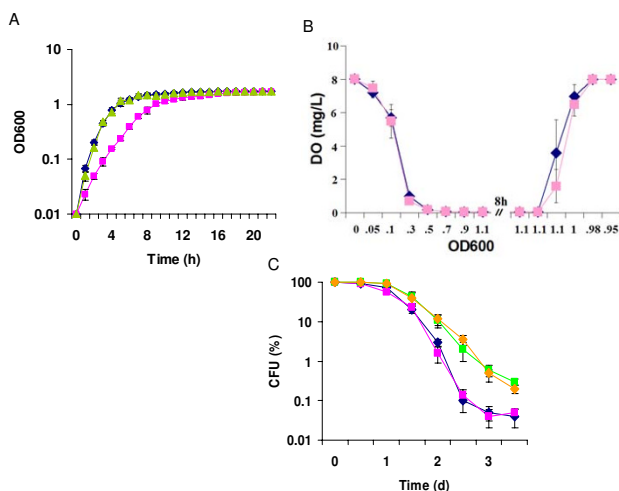 A
10
1
0.1
0.01
OD600
0 4 8 12 16 20
Time (h)
B
10
8
6
4
2
0
DO (mg/L)
8h
//
0 .05 .1 .3 .5 .7 .9 1.1 1.1 1.1 1.1 1 .98 .95
OD600
C
100
10
1
0.1
0.01
CFU (%)
0 1 2 3
Time (d)